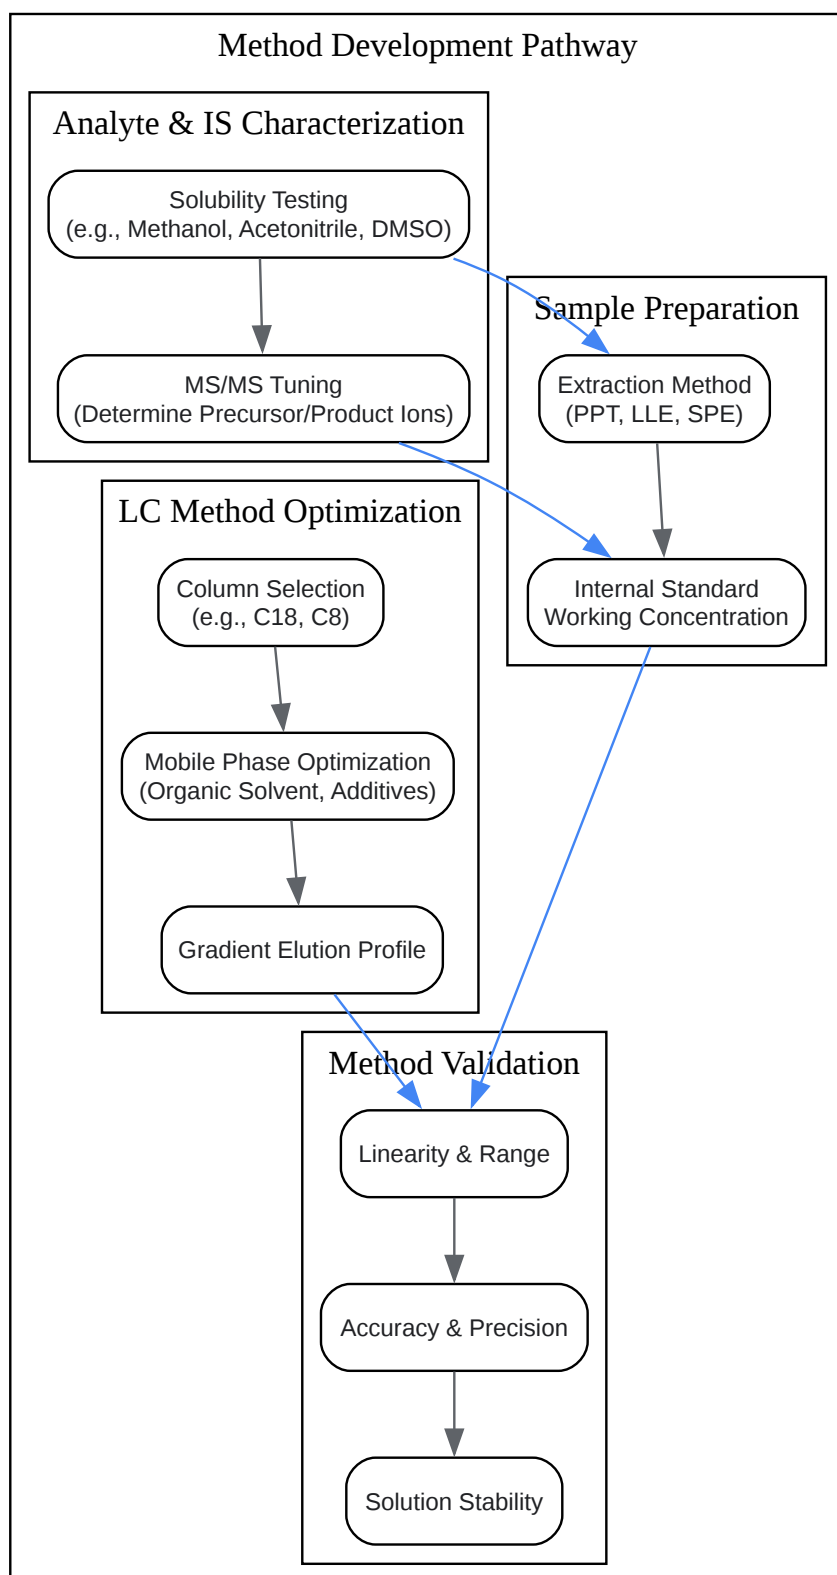 Method Development Pathway
Analyte & IS Characterization
Solubility Testing
(e.g., Methanol, Acetonitrile, DMSO)
MS/MS Tuning
(Determine Precursor/Product Ions)
Sample Preparation
Extraction Method
(PPT, LLE, SPE)
Internal Standard
Working Concentration
LC Method Optimization
Column Selection
(e.g., C18, C8)
Mobile Phase Optimization
(Organic Solvent, Additives)
Gradient Elution Profile
Method Validation
Linearity & Range
Accuracy & Precision
Solution Stability